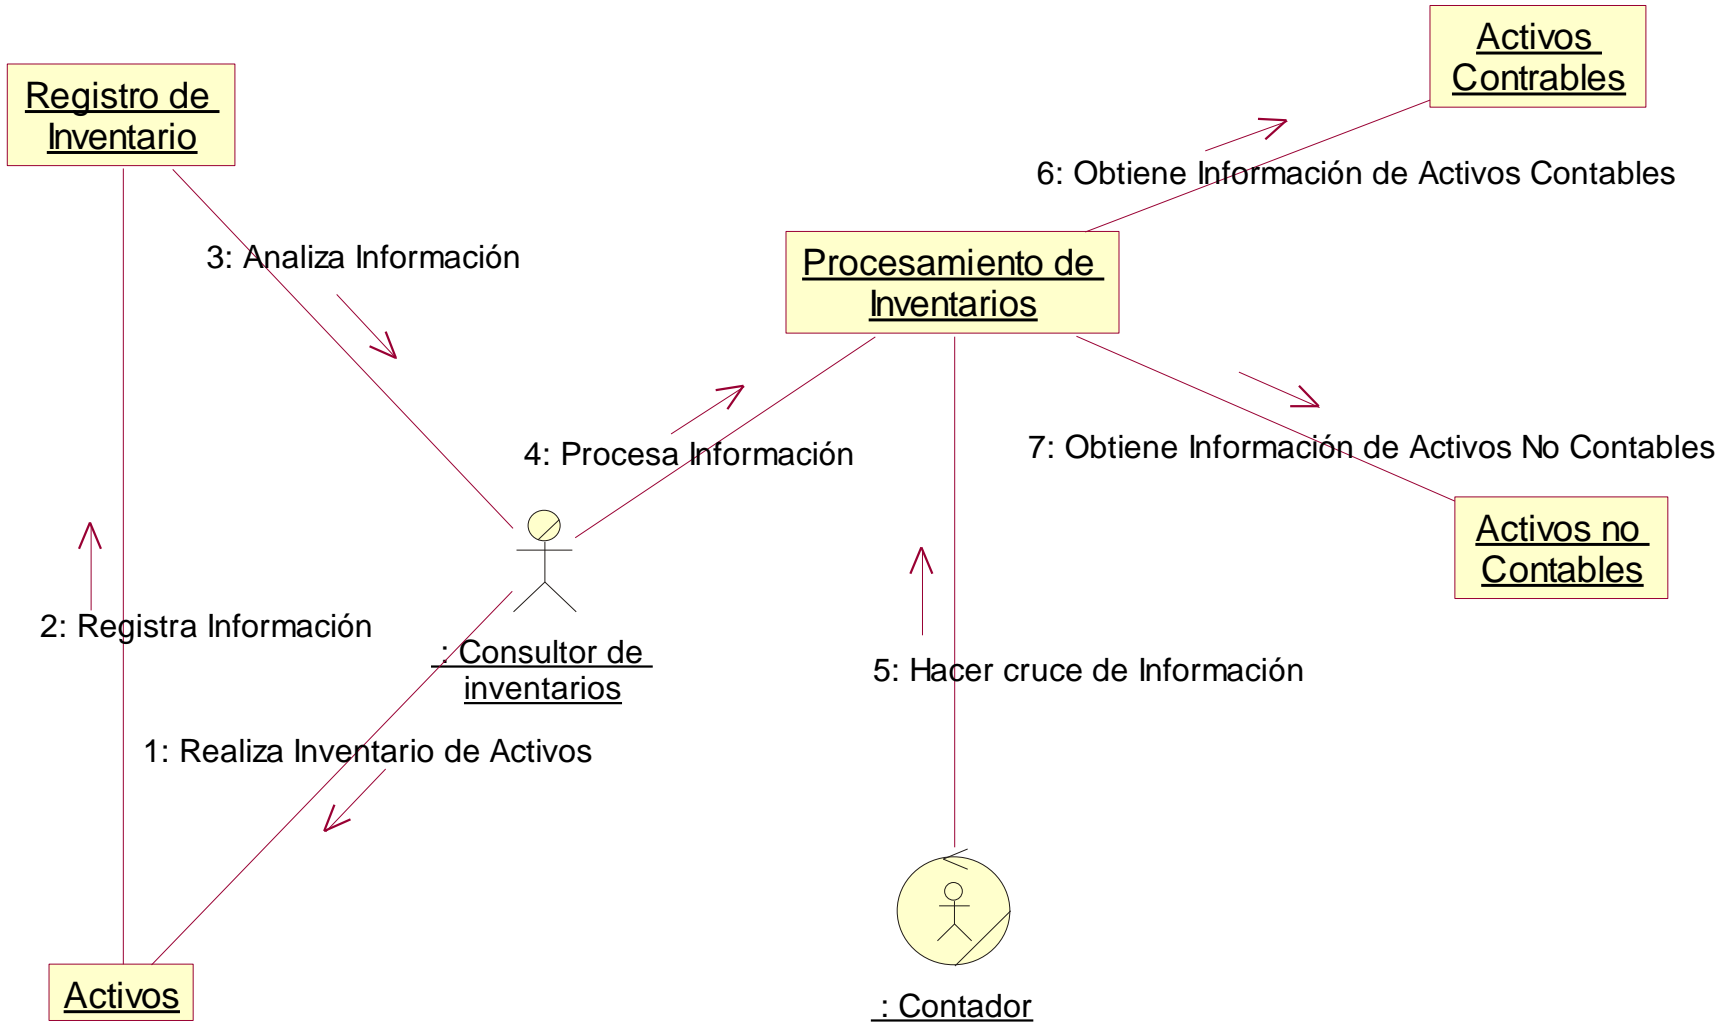 Activos
Contrables
Registro de
Inventario
6: Obtiene Información de Activos Contables
3: Analiza Información
Procesamiento de
Inventarios
4: Procesa Información
7: Obtiene Información de Activos No Contables
Activos no
Contables
2: Registra Información
: Consultor de
inventarios
5: Hacer cruce de Información
1: Realiza Inventario de Activos
Activos
: Contador